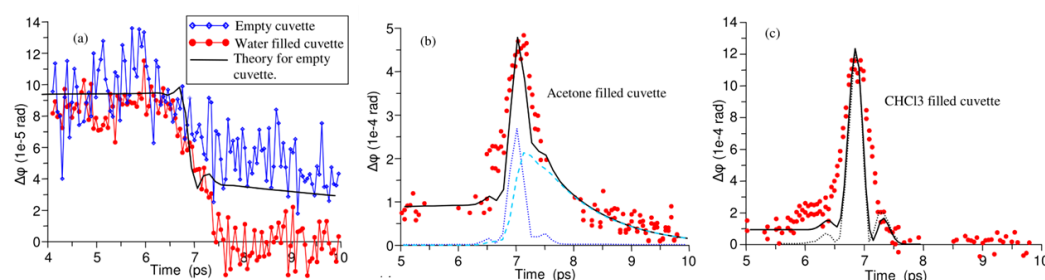 (a)
Empty cuvette
Water filled cuvette
Theory for empty
cuvette.
Δφ (1e-5 rad)
14
12
10
8
6
4
2
0
4 5 6 7 8 9 10
Time (ps)
(b)
Acetone filled cuvette
Δφ (1e-4 rad)
5
4
3
2
1
0
5 6 7 8 9 10
Time (ps)
(c)
CHCl3 filled cuvette
Δφ (1e-4 rad)
14
12
10
8
6
4
2
0
5 6 7 8 9 10
Time (ps)